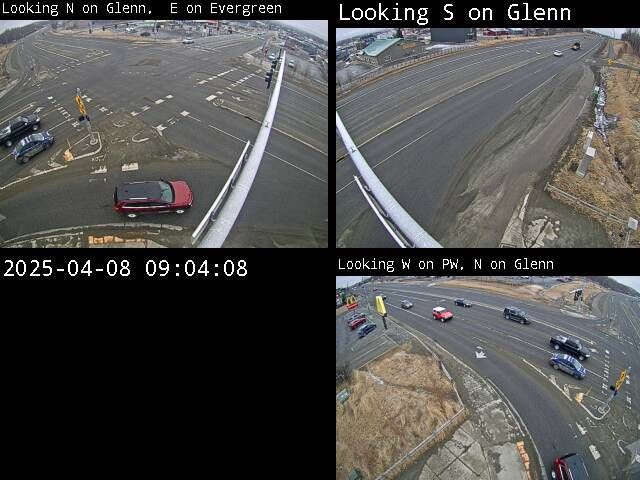 Looking N on Glenn,  E on Evergreen
Looking S on Glenn
2025-04-08 09:04:08
Looking W on PW, N on Glenn